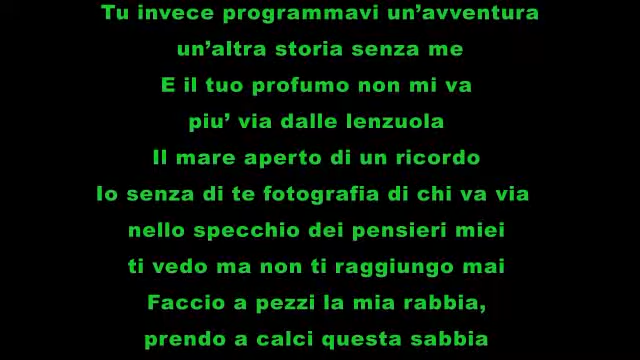 Tu invece programmavi un’avventura
un’altra storia senza me
E il tuo profumo non mi va
piu’ via dalle lenzuola
Il mare aperto di un ricordo
Io senza di te fotografia di chi va via
nello specchio dei pensieri miei
ti vedo ma non ti raggiungo mai
Faccio a pezzi la mia rabbia,
prendo a calci questa sabbia